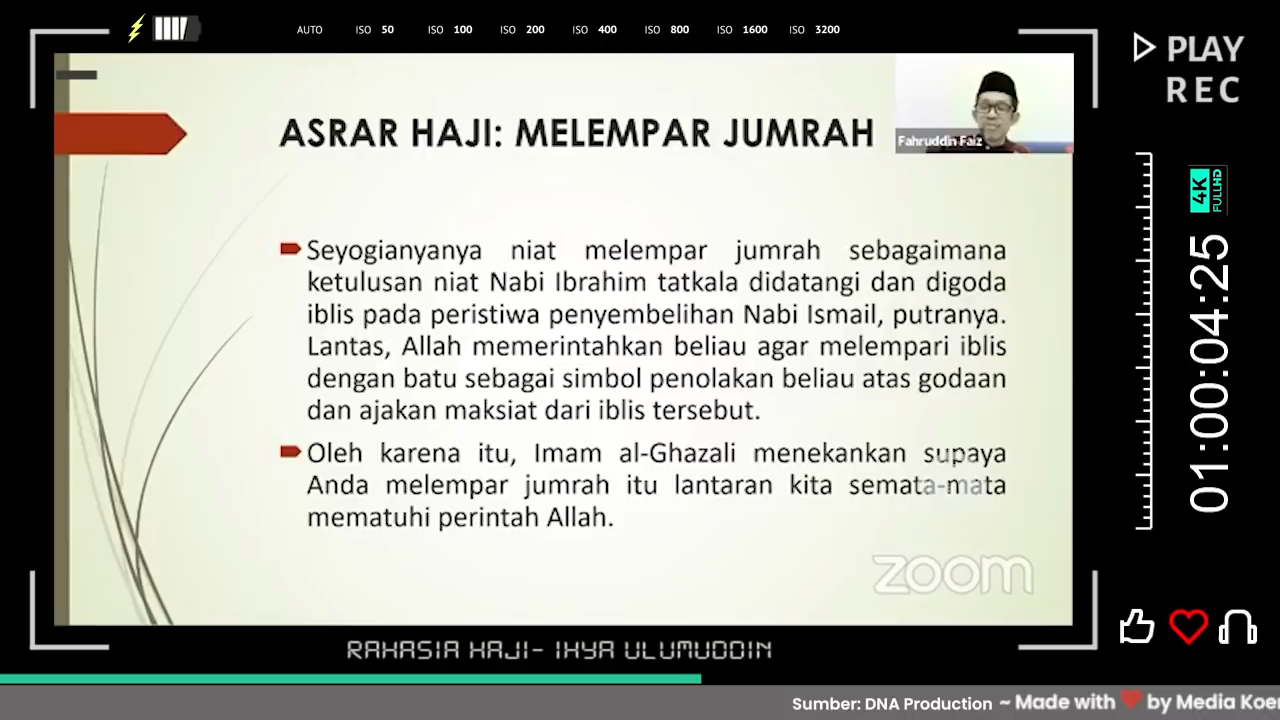 AUTO ISO 50 ISO 100 ISO 200 ISO 400 ISO 800 ISO 1600 ISO 3200
PLAY
REC
ASRAR HAJI: MELEMPAR JUMRAH
Fahruddin Faiz
4K
FULLHD
01:00:04:25
Seyogianyanya niat melempar jumrah sebagaimana
ketulusan niat Nabi Ibrahim tatkala didatangi dan digoda
iblis pada peristiwa penyembelihan Nabi Ismail, putranya.
Lantas, Allah memerintahkan beliau agar melempari iblis
dengan batu sebagai simbol penolakan beliau atas godaan
dan ajakan maksiat dari iblis tersebut.
Oleh karena itu, Imam al-Ghazali menekankan supaya
Anda melempar jumrah itu lantaran kita semata-mata
mematuhi perintah Allah.
zoom
RAHASIA HAJI- IHYA ULUMUDDIN
Sumber: DNA Production ~ Made with ❤ by Media Koe